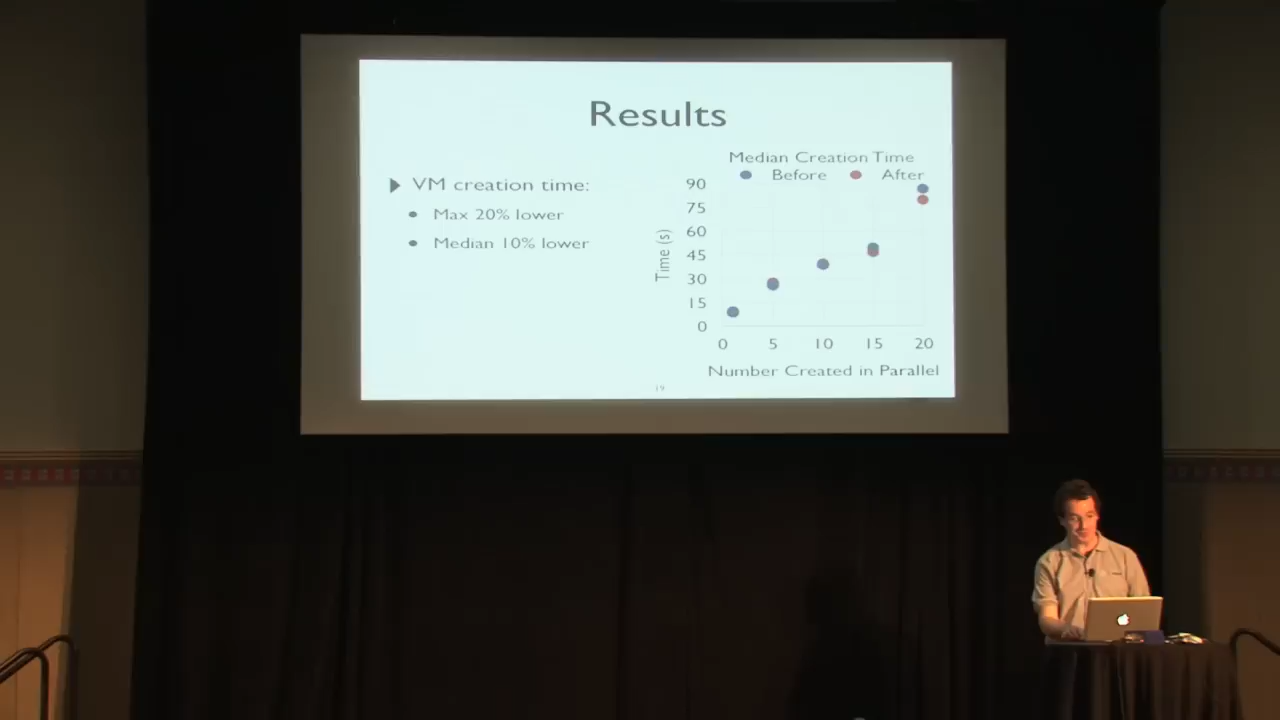 Results
VM creation time:
Max 20% lower
Median 10% lower
Median Creation Time
Before After
90
75
60
45
30
15
0
Time (s)
0 5 10 15 20
Number Created in Parallel
19